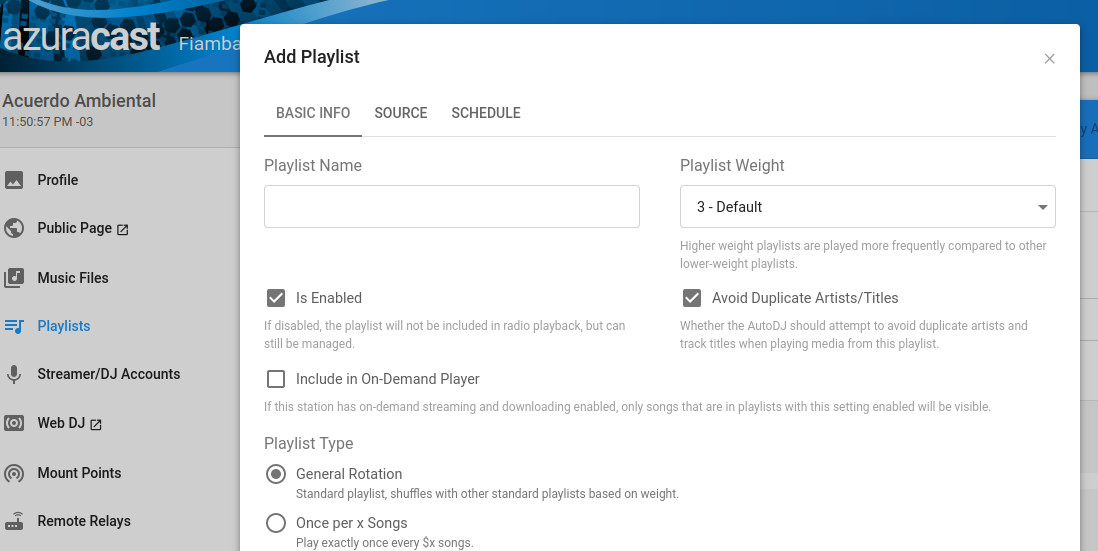 azuracast Fiamba
Acuerdo Ambiental
11:50:57 PM -03
Profile
Public Page
Music Files
Playlists
Streamer/DJ Accounts
Web DJ
Mount Points
Remote Relays
Add Playlist
×
BASIC INFO SOURCE SCHEDULE
Playlist Name
Playlist Weight
3 - Default
Higher weight playlists are played more frequently compared to other
lower-weight playlists.
Is Enabled
If disabled, the playlist will not be included in radio playback, but can
still be managed.
Avoid Duplicate Artists/Titles
Whether the AutoDJ should attempt to avoid duplicate artists and
track titles when playing media from this playlist.
Include in On-Demand Player
If this station has on-demand streaming and downloading enabled, only songs that are in playlists with this setting enabled will be visible.
Playlist Type
General Rotation
Standard playlist, shuffles with other standard playlists based on weight.
Once per x Songs
Play exactly once every $x songs.
y A